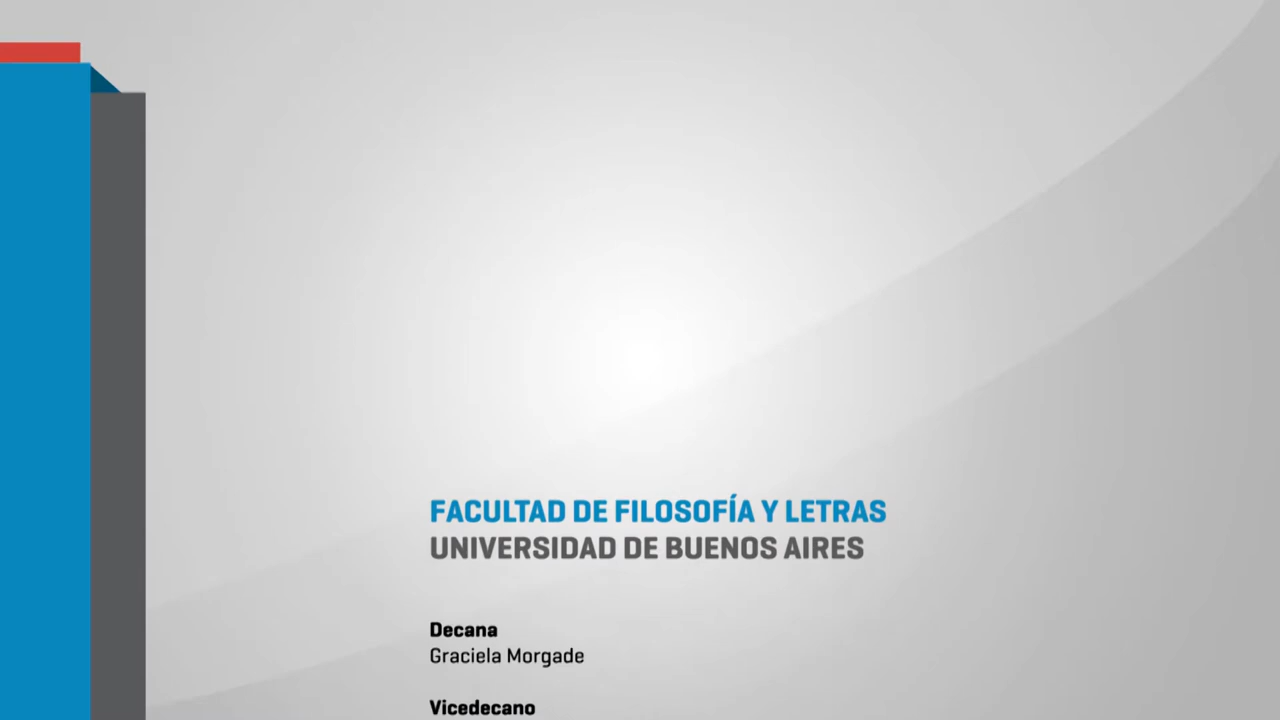 FACULTAD DE FILOSOFÍA Y LETRAS
UNIVERSIDAD DE BUENOS AIRES
Decana
Graciela Morgade
Vicedecano